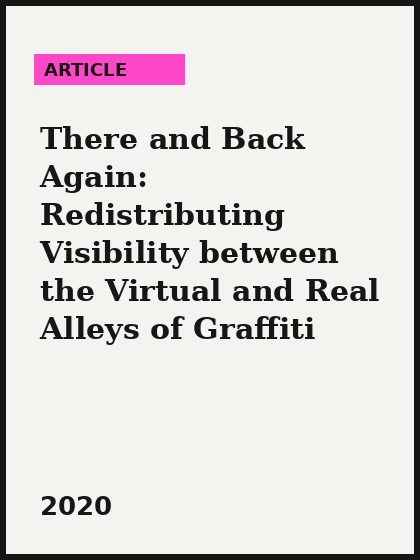 ARTICLE
There and Back
Again:
Redistributing
Visibility between
the Virtual and Real
Alleys of Graffiti
2020